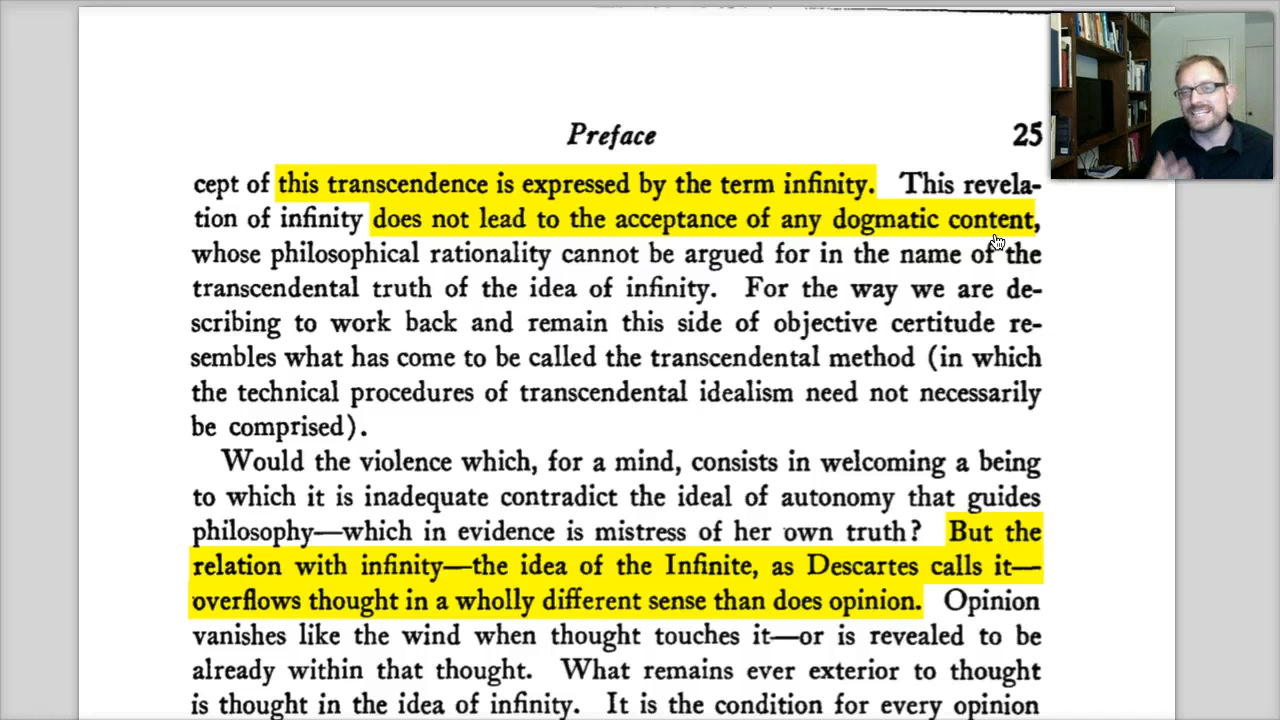 Preface 25
cept of this transcendence is expressed by the term infinity. This revela-
tion of infinity does not lead to the acceptance of any dogmatic content,
whose philosophical rationality cannot be argued for in the name of the
transcendental truth of the idea of infinity. For the way we are de-
scribing to work back and remain this side of objective certitude re-
sembles what has come to be called the transcendental method (in which
the technical procedures of transcendental idealism need not necessarily
be comprised).
Would the violence which, for a mind, consists in welcoming a being
to which it is inadequate contradict the ideal of autonomy that guides
philosophy—which in evidence is mistress of her own truth? But the
relation with infinity—the idea of the Infinite, as Descartes calls it—
overflows thought in a wholly different sense than does opinion. Opinion
vanishes like the wind when thought touches it—or is revealed to be
already within that thought. What remains ever exterior to thought
is thought in the idea of infinity. It is the condition for every opinion